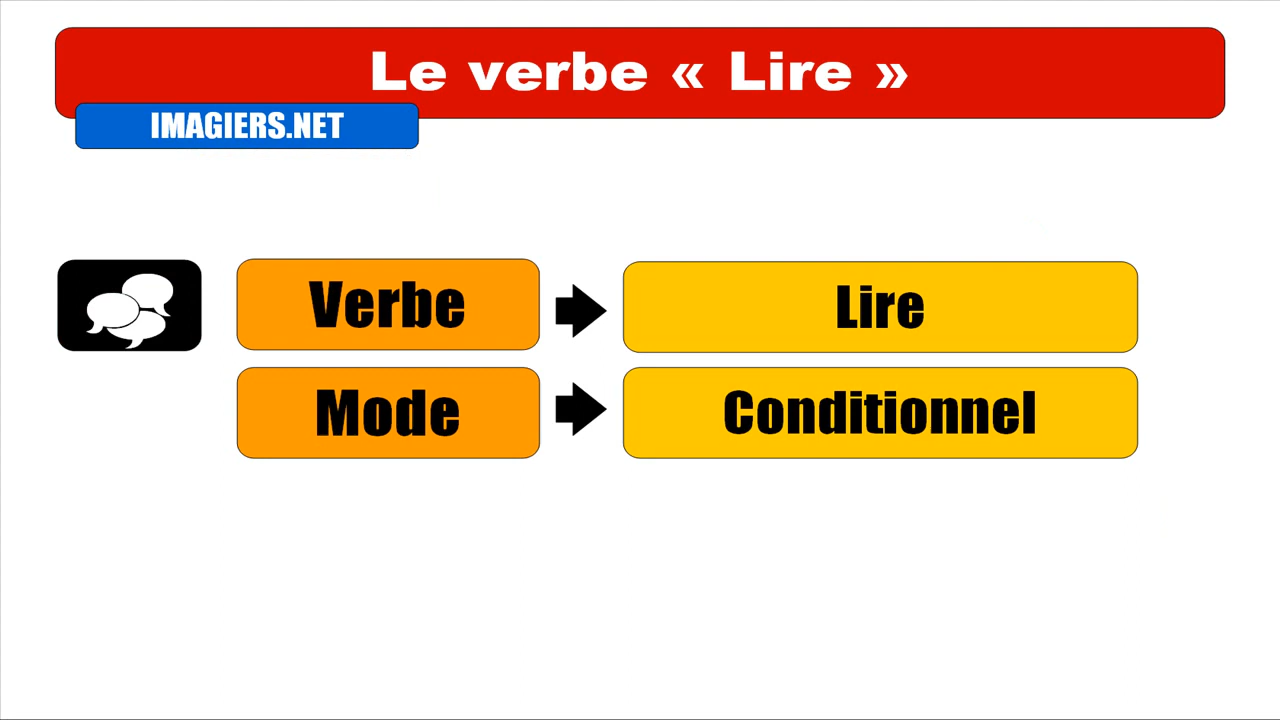 Le verbe « Lire »
IMAGIERS.NET
Verbe
Lire
Mode
Conditionnel